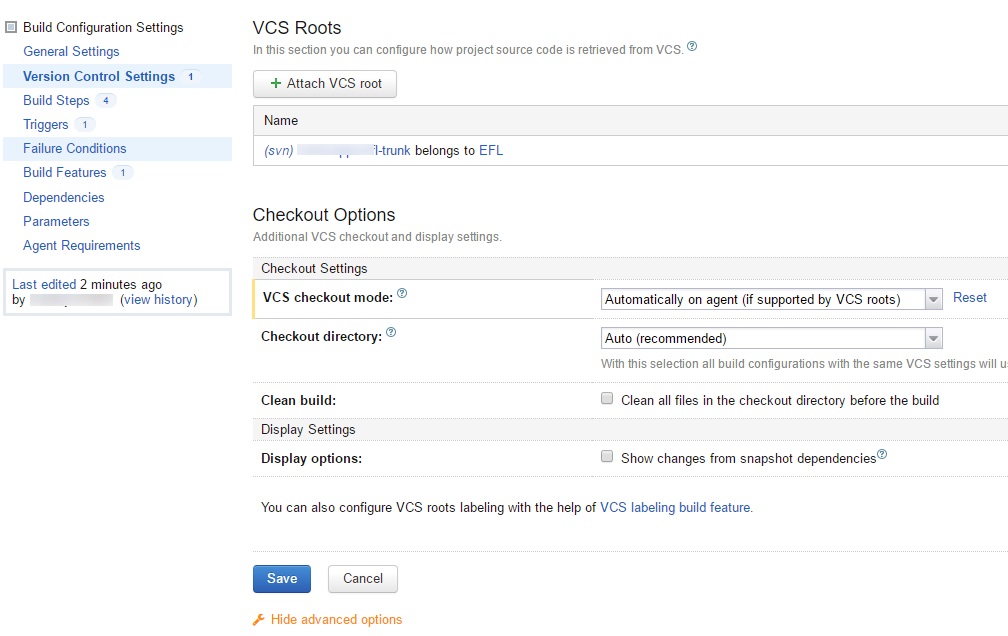 Build Configuration Settings
General Settings
Version Control Settings 1
Build Steps 4
Triggers 1
Failure Conditions
Build Features 1
Dependencies
Parameters
Agent Requirements
Last edited 2 minutes ago
by (view history)
VCS Roots
In this section you can configure how project source code is retrieved from VCS. ?
+ Attach VCS root
Name
(svn) fl-trunk belongs to EFL
Checkout Options
Additional VCS checkout and display settings.
Checkout Settings
VCS checkout mode: ? Automatically on agent (if supported by VCS roots) Reset
Checkout directory: ? Auto (recommended)
With this selection all build configurations with the same VCS settings will
Clean build: Clean all files in the checkout directory before the build
Display Settings
Display options: Show changes from snapshot dependencies ?
You can also configure VCS roots labeling with the help of VCS labeling build feature.
Save Cancel
Hide advanced options